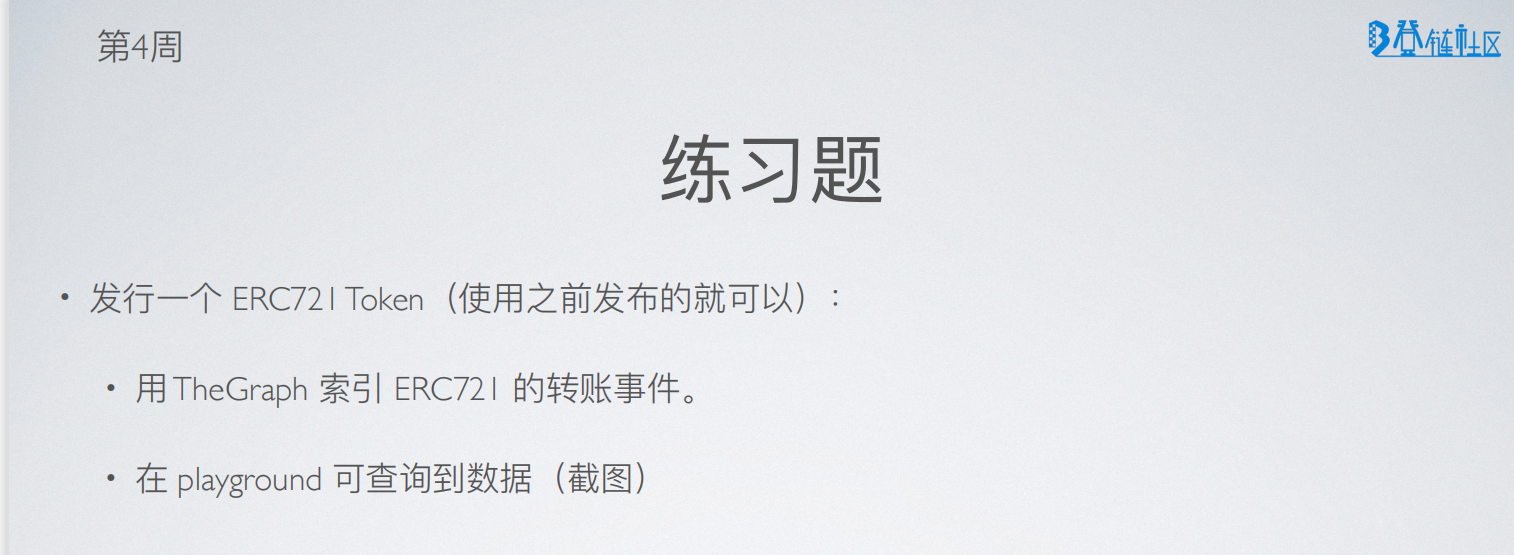 第4周
登链社区
练习题
• 发行一个 ERC721 Token（使用之前发布的就可以）：
• 用 TheGraph 索引 ERC721 的转账事件。
• 在 playground 可查询到数据（截图）